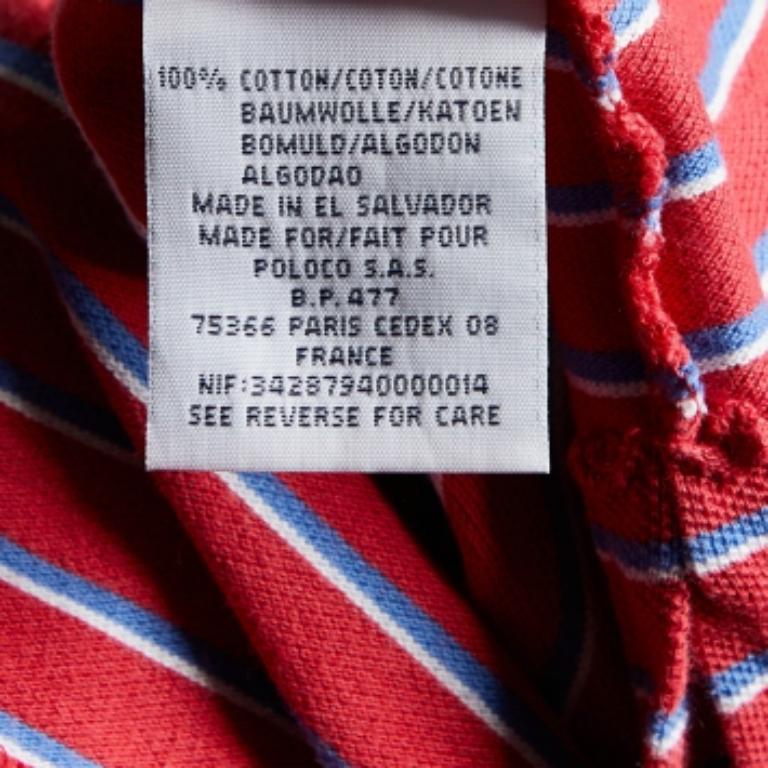 100% COTTON/COTON/COTONE
BAUMWOLLE/KATOEN
BOMULD/ALGODON
ALGODAO
MADE IN EL SALVADOR
MADE FOR/FAIT POUR
POLOCO S.A.S.
B.P. 477
75366 PARIS CEDEX 08
FRANCE
NIF:34287940000014
SEE REVERSE FOR CARE